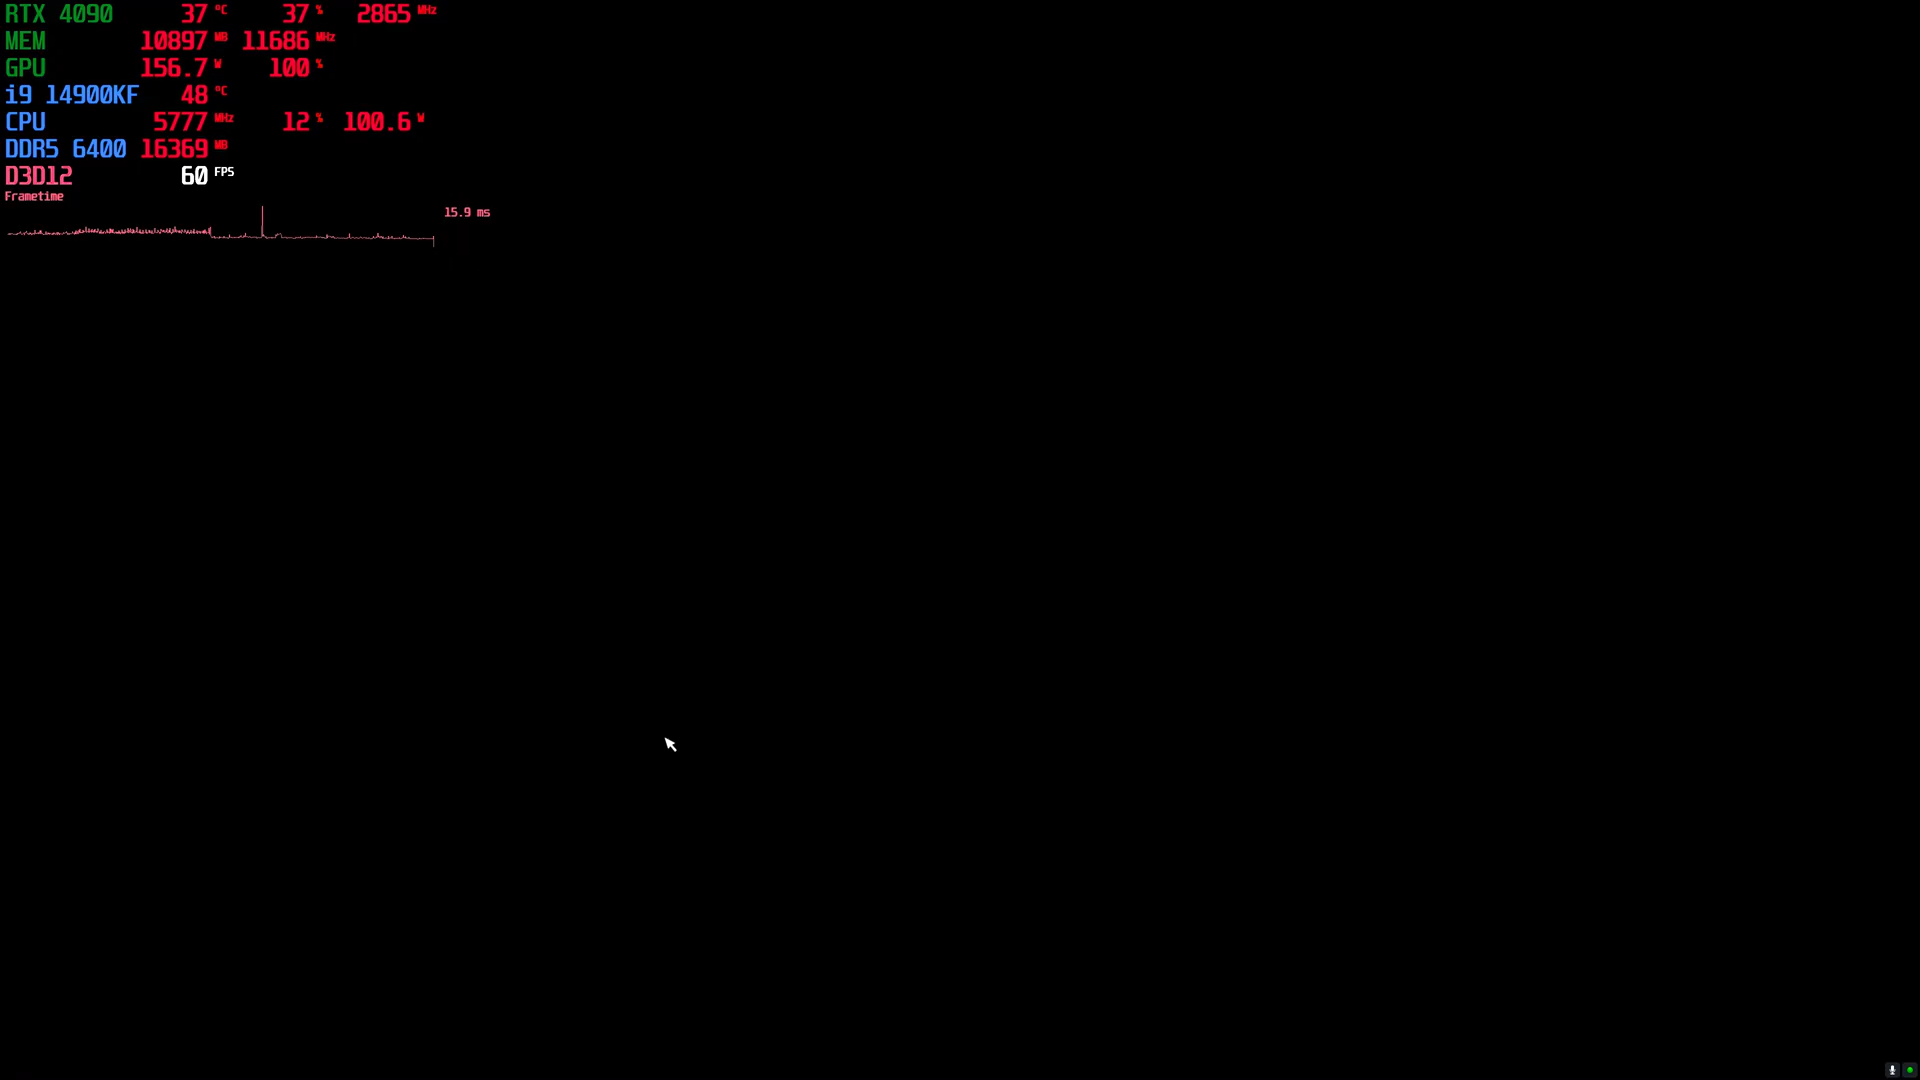 RTX 4090 37 °C 37 % 2865 MHz
MEM 10897 MB 11686 MHz
GPU 156.7 W 100 %
i9 14900KF 48 °C
CPU 5777 MHz 12 % 100.6 W
DDR5 6400 16369 MB
D3D12 60 FPS
Frametime
15.9 ms